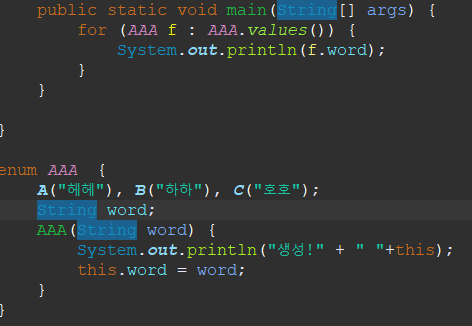 public static void main(String[] args) {
for (AAA f : AAA.values()) {
System.out.println(f.word);
}
}
}
enum AAA {
A("헤헤"), B("하하"), C("호호");
String word;
AAA(String word) {
System.out.println("생성!" + " "+this);
this.word = word;
}
}